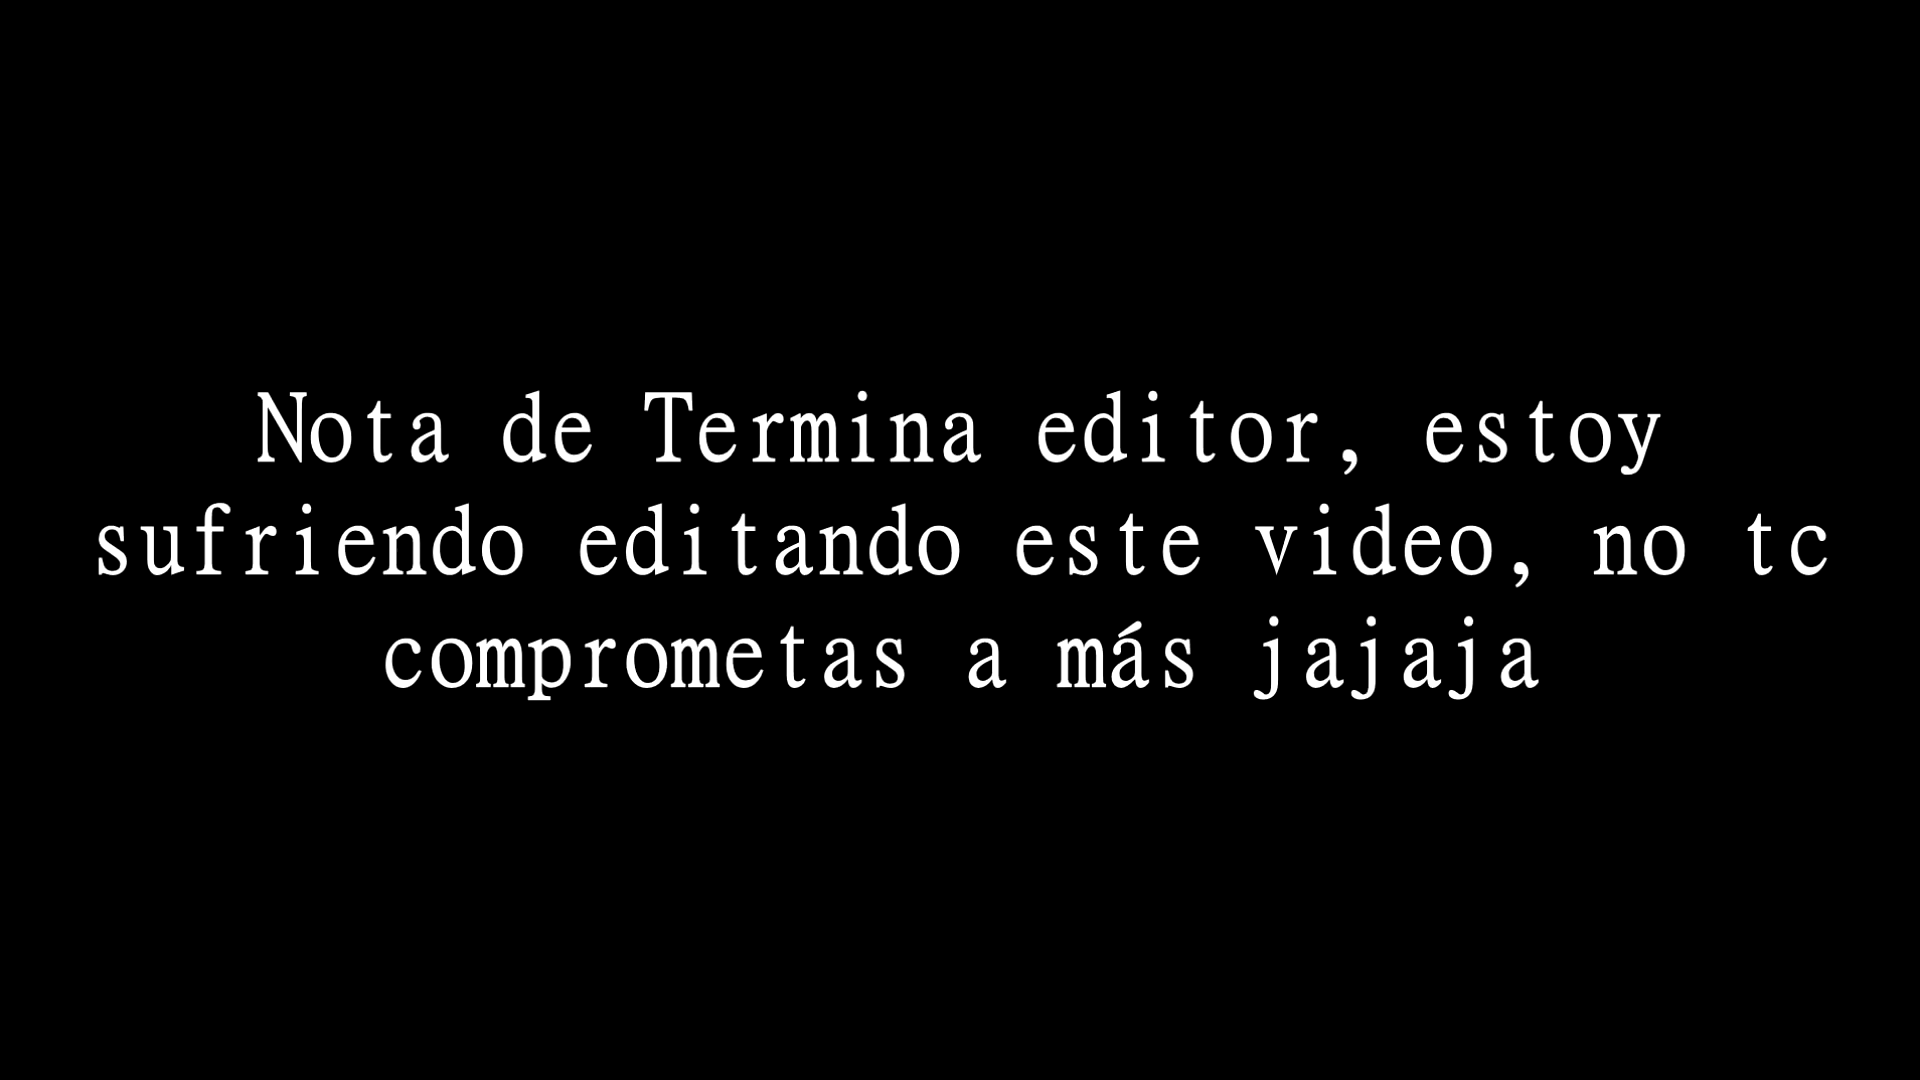 Nota de Termina editor, estoy
sufriendo editando este video, no tc
comprometas a más jajaja